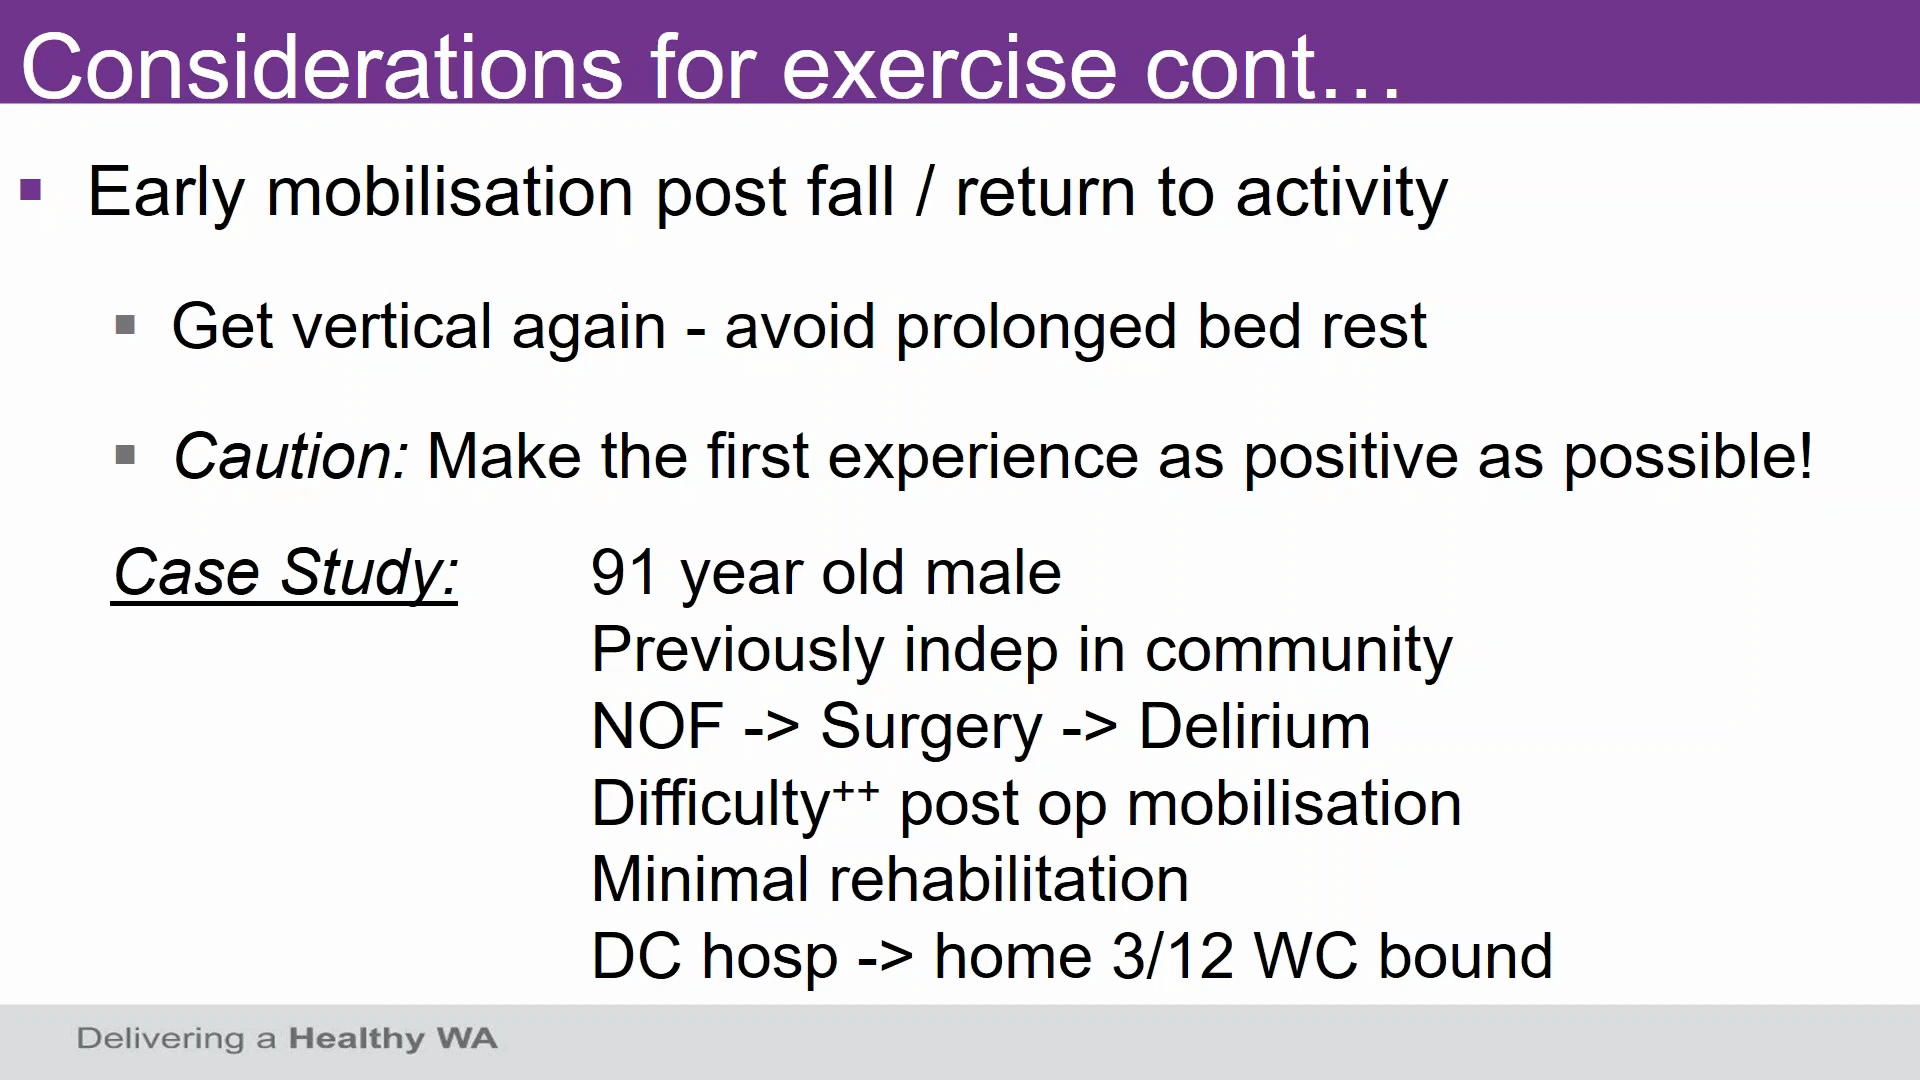 Considerations for exercise cont…
Early mobilisation post fall / return to activity
Get vertical again - avoid prolonged bed rest
Caution: Make the first experience as positive as possible!
Case Study: 91 year old male
Previously indep in community
NOF -> Surgery -> Delirium
Difficulty⁺⁺ post op mobilisation
Minimal rehabilitation
DC hosp -> home 3/12 WC bound
Delivering a Healthy WA